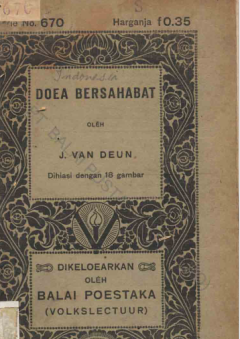 No. 670 Harganja f0.35
Indonesia
DOEA BERSAHABAT
OLEH
J. VAN DEUN
Dihiasi dengan 18 gambar
DIKELOEARKAN
OLEH
BALAI POESTAKA
(VOLKSLECTUUR)